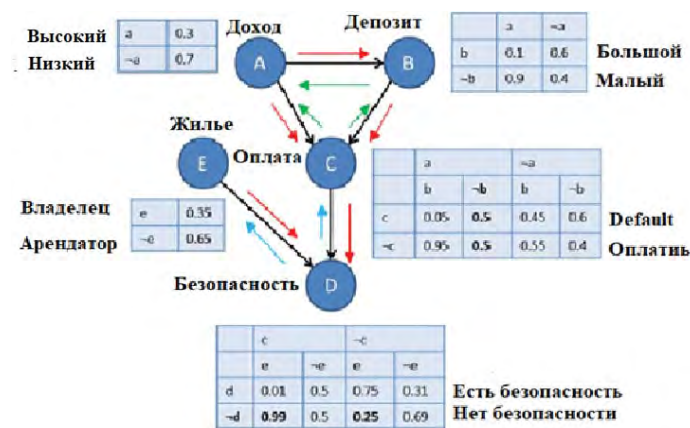 Доход
Депозит
Высокий
a 0.3
Низкий
¬a 0.7
A
B
a ¬a
b 0.1 0.6
Большой
¬b 0.9 0.4
Малый
Жилье
E
Оплата
C
a ¬a
b ¬b b ¬b
c 0.05 0.5 0.45 0.6
Default
¬c 0.95 0.5 0.55 0.4
Оплатиь
Владелец
e 0.35
Арендатор
¬e 0.65
Безопасность
D
c ¬c
e ¬e e ¬e
d 0.01 0.5 0.75 0.31
Есть безопасность
¬d 0.99 0.5 0.25 0.69
Нет безопасности